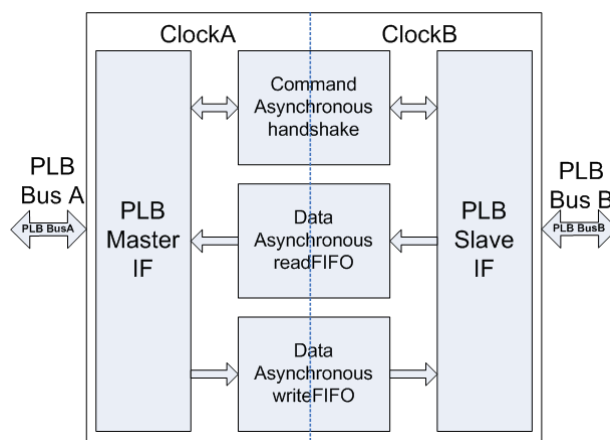 ClockA
ClockB
Command
Asynchronous
handshake
PLB
Bus A
PLB BusA
PLB
Master
IF
Data
Asynchronous
readFIFO
PLB
Slave
IF
PLB
Bus B
PLB BusB
Data
Asynchronous
writeFIFO